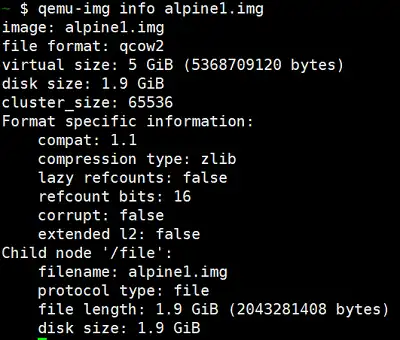 ~ $ qemu-img info alpine1.img
image: alpine1.img
file format: qcow2
virtual size: 5 GiB (5368709120 bytes)
disk size: 1.9 GiB
cluster_size: 65536
Format specific information:
    compat: 1.1
    compression type: zlib
    lazy refcounts: false
    refcount bits: 16
    corrupt: false
    extended l2: false
Child node '/file':
    filename: alpine1.img
    protocol type: file
    file length: 1.9 GiB (2043281408 bytes)
    disk size: 1.9 GiB